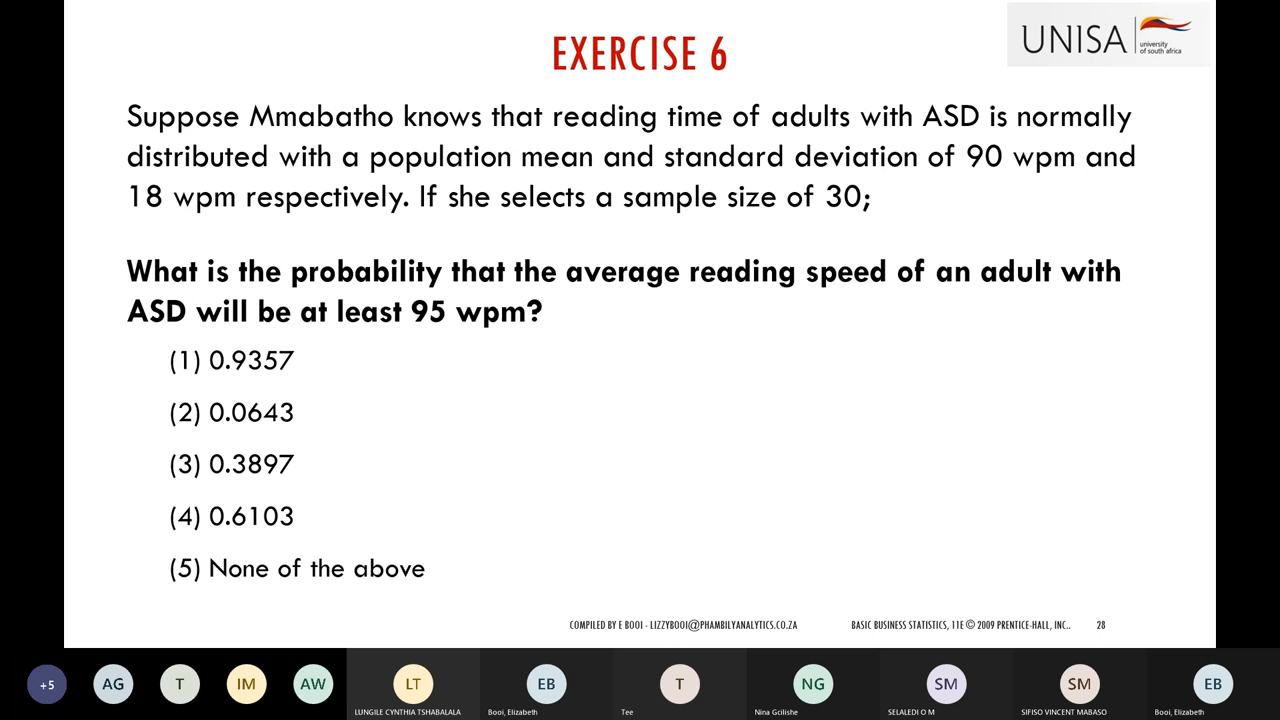 UNISA
university
of south africa
EXERCISE 6
Suppose Mmabatho knows that reading time of adults with ASD is normally
distributed with a population mean and standard deviation of 90 wpm and
18 wpm respectively. If she selects a sample size of 30;
What is the probability that the average reading speed of an adult with
ASD will be at least 95 wpm?
(1) 0.9357
(2) 0.0643
(3) 0.3897
(4) 0.6103
(5) None of the above
COMPILED BY E BOOI - LIZZYBOOI@PHAMBILYANALYTICS.CO.ZA BASIC BUSINESS STATISTICS, 11E © 2009 PRENTICE-HALL, INC.. 28
+5 AG T IM AW LT EB T NG SM SM EB
LUNGILE CYNTHIA TSHABALALA Booi, Elizabeth Tee Nina Gcilishe SELALEDI O M SIFISO VINCENT MABASO Booi, Elizabeth